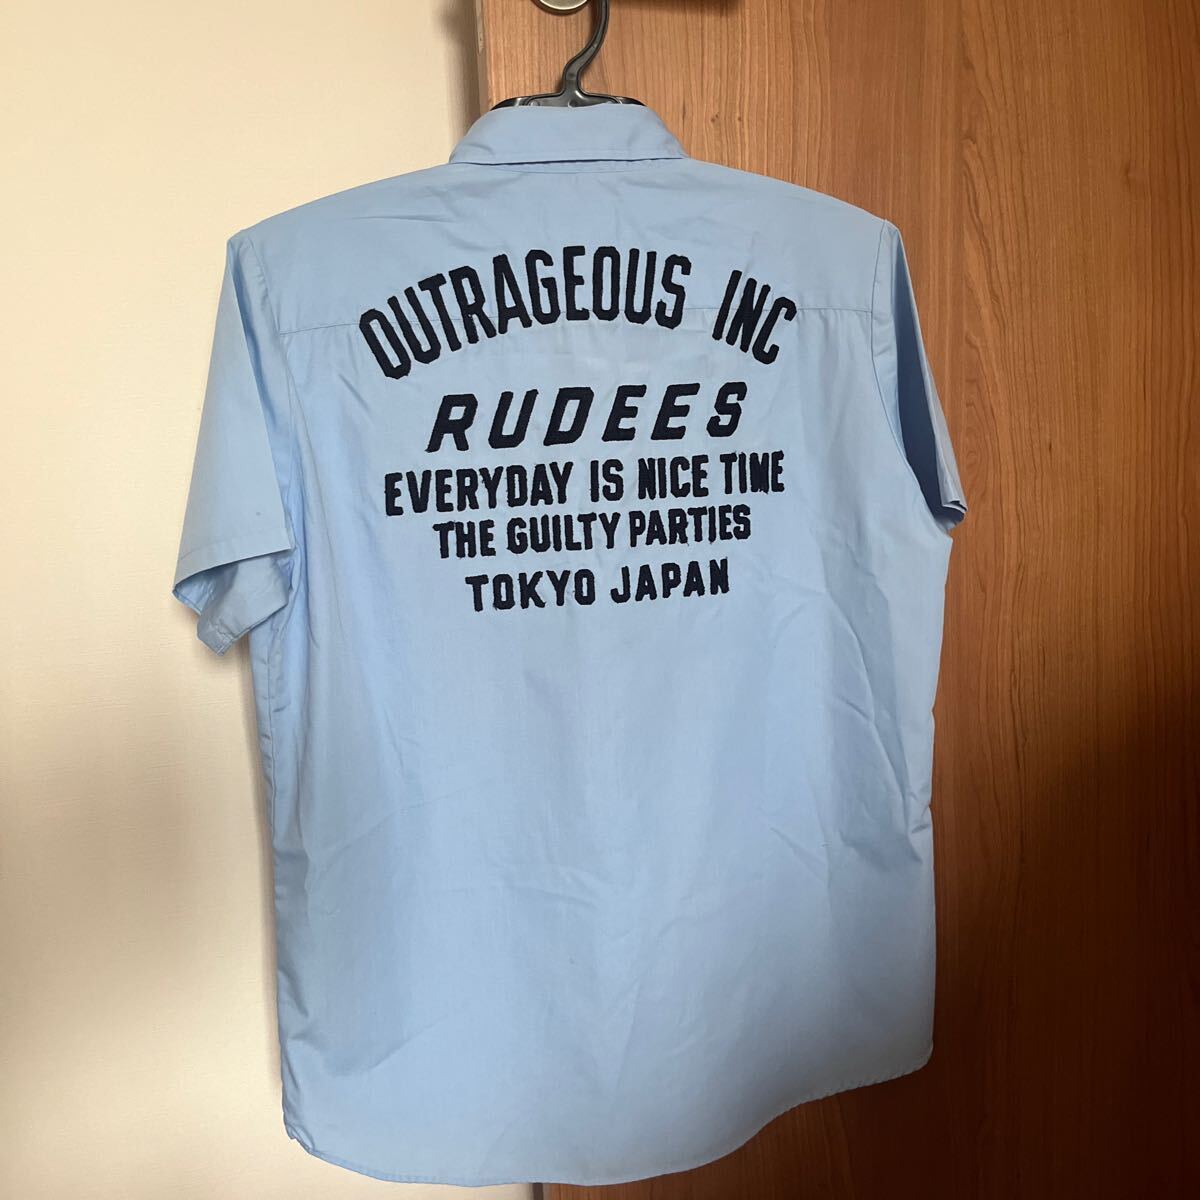 OUTRAGEOUS INC
RUDEES
EVERYDAY IS NICE TIME
THE GUILTY PARTIES
TOKYO JAPAN